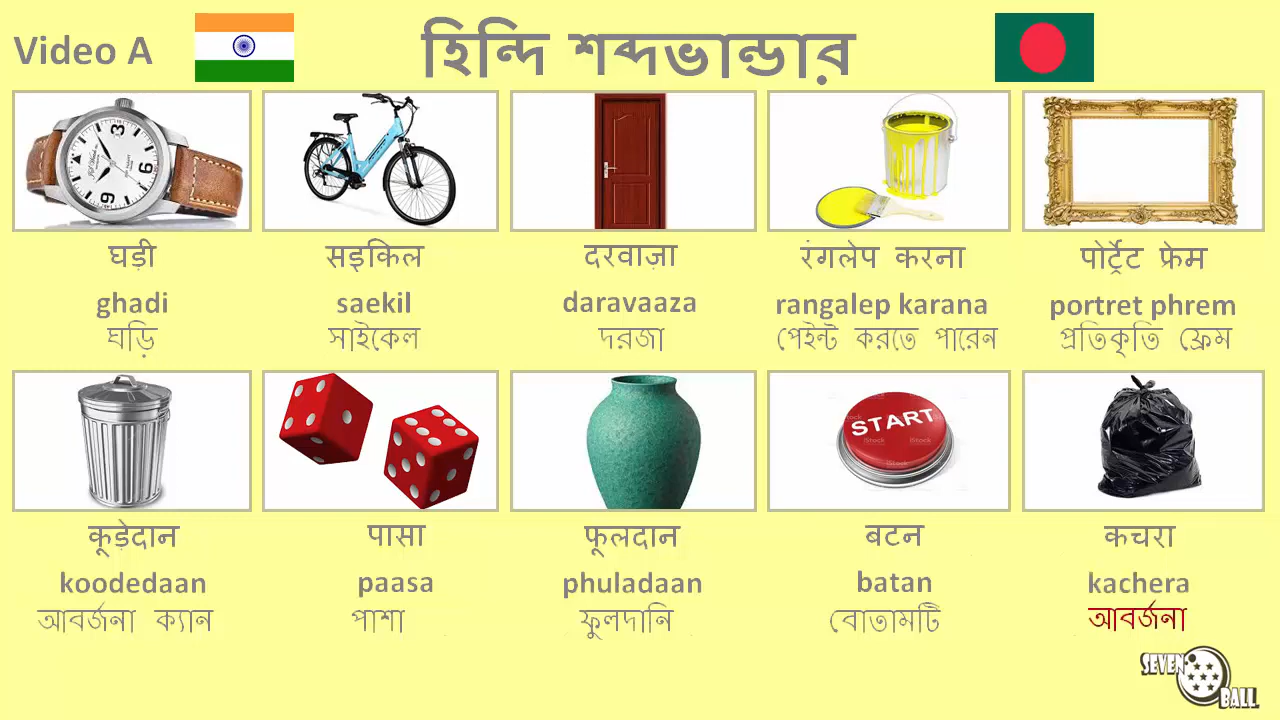 Video A
হিন্দি শব্দভান্ডার
घड़ी सइकिल दरवाज़ा रंगलेप करना पोर्ट्रेट फ्रेम
ghadi saekil daravaaza rangalep karana portret phrem
ঘড়ি সাইকেল দরজা পেইন্ট করতে পারেন প্রতিকৃতি ফ্রেম
START
कूड़ेदान पासा फूलदान बटन कचरा
koodedaan paasa phuladaan batan kachera
আবর্জনা ক্যান পাশা ফুলদানি বোতামটি আবর্জনা
SEVEN
BALL